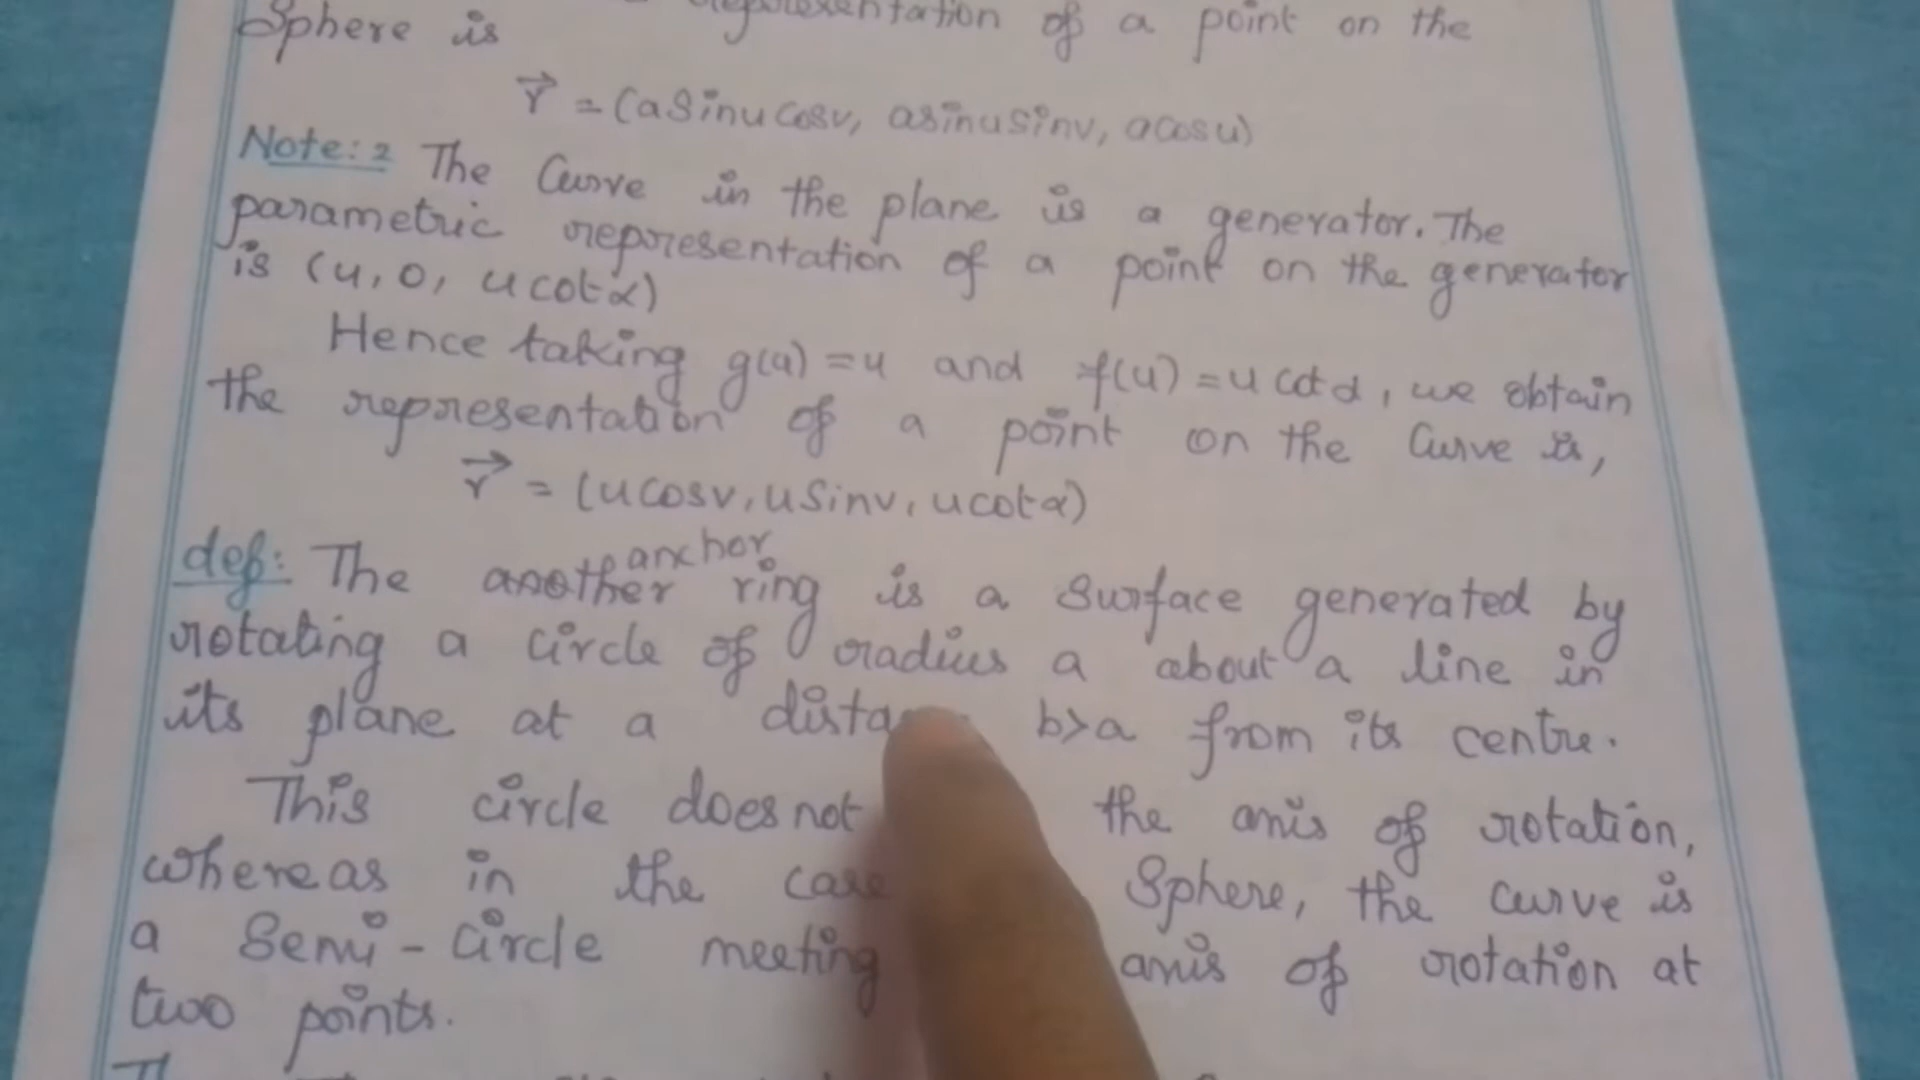 representation of a point on the
Sphere is
r⃗ = (a sinu cosv, a sinu sinv, a cosu)
Note: 2 The Curve in the plane is a generator. The
parametric representation of a point on the generator
is (u, 0, u cot α)
Hence taking g(u) = u and f(u) = u cot α, we obtain
the representation of a point on the Curve is,
r⃗ = (u cosv, u sinv, u cot α)
anchor
def: The another ring is a Surface generated by
rotating a circle of radius a about a line in
its plane at a b>a from its centre.
This circle does not the axis of rotation,
whereas in the case Sphere, the curve is
a Semi-Circle meeting axis of rotation at
two points.